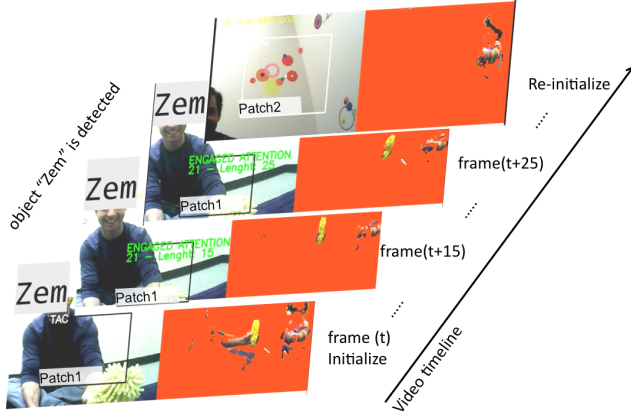 Re-initialize
Patch2
Zem
object "Zem" is detected
ENGAGED ATTENTION
21 - Lenght: 25
frame(t+25)
Patch1
Zem
ENGAGED ATTENTION
21 - Lenght: 15
frame(t+15)
Patch1
Zem
TAC
frame (t)
Initialize
Patch1
Video timeline